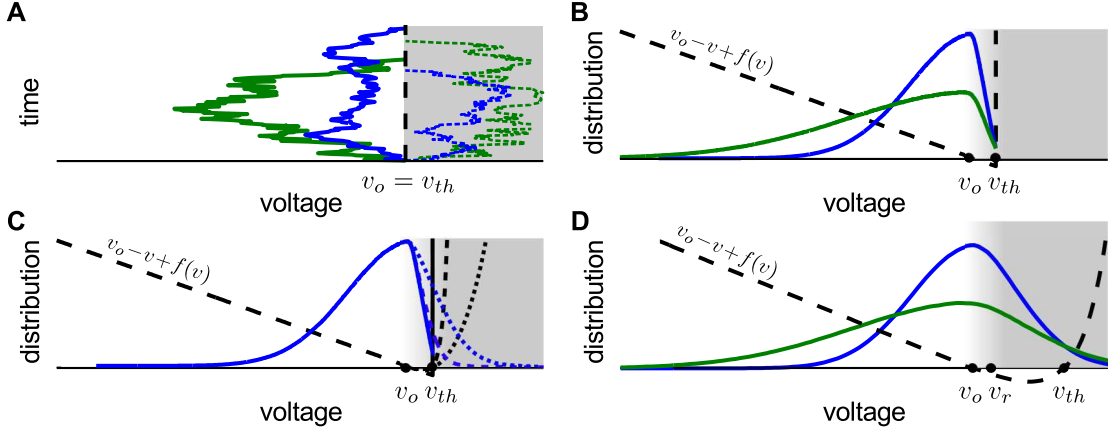 A
time
v_o = v_th
voltage
B
distribution
v_o−v+f(v)
v_o v_th
voltage
C
distribution
v_o−v+f(v)
v_o v_th
voltage
D
distribution
v_o−v+f(v)
v_o v_r v_th
voltage